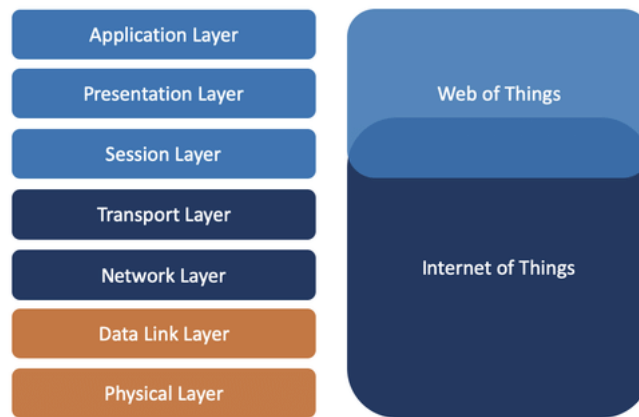 Application Layer
Presentation Layer
Session Layer
Transport Layer
Network Layer
Data Link Layer
Physical Layer
Web of Things
Internet of Things